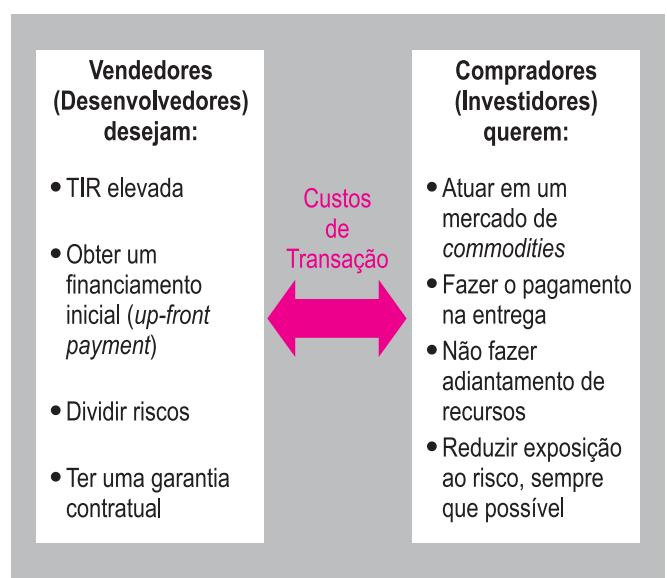 Vendedores
(Desenvolvedores)
desejam:
• TIR elevada
• Obter um
financiamento
inicial (up-front
payment)
• Dividir riscos
• Ter uma garantia
contratual
Custos
de
Transação
Compradores
(Investidores)
querem:
• Atuar em um
mercado de
commodities
• Fazer o pagamento
na entrega
• Não fazer
adiantamento de
recursos
• Reduzir exposição
ao risco, sempre
que possível